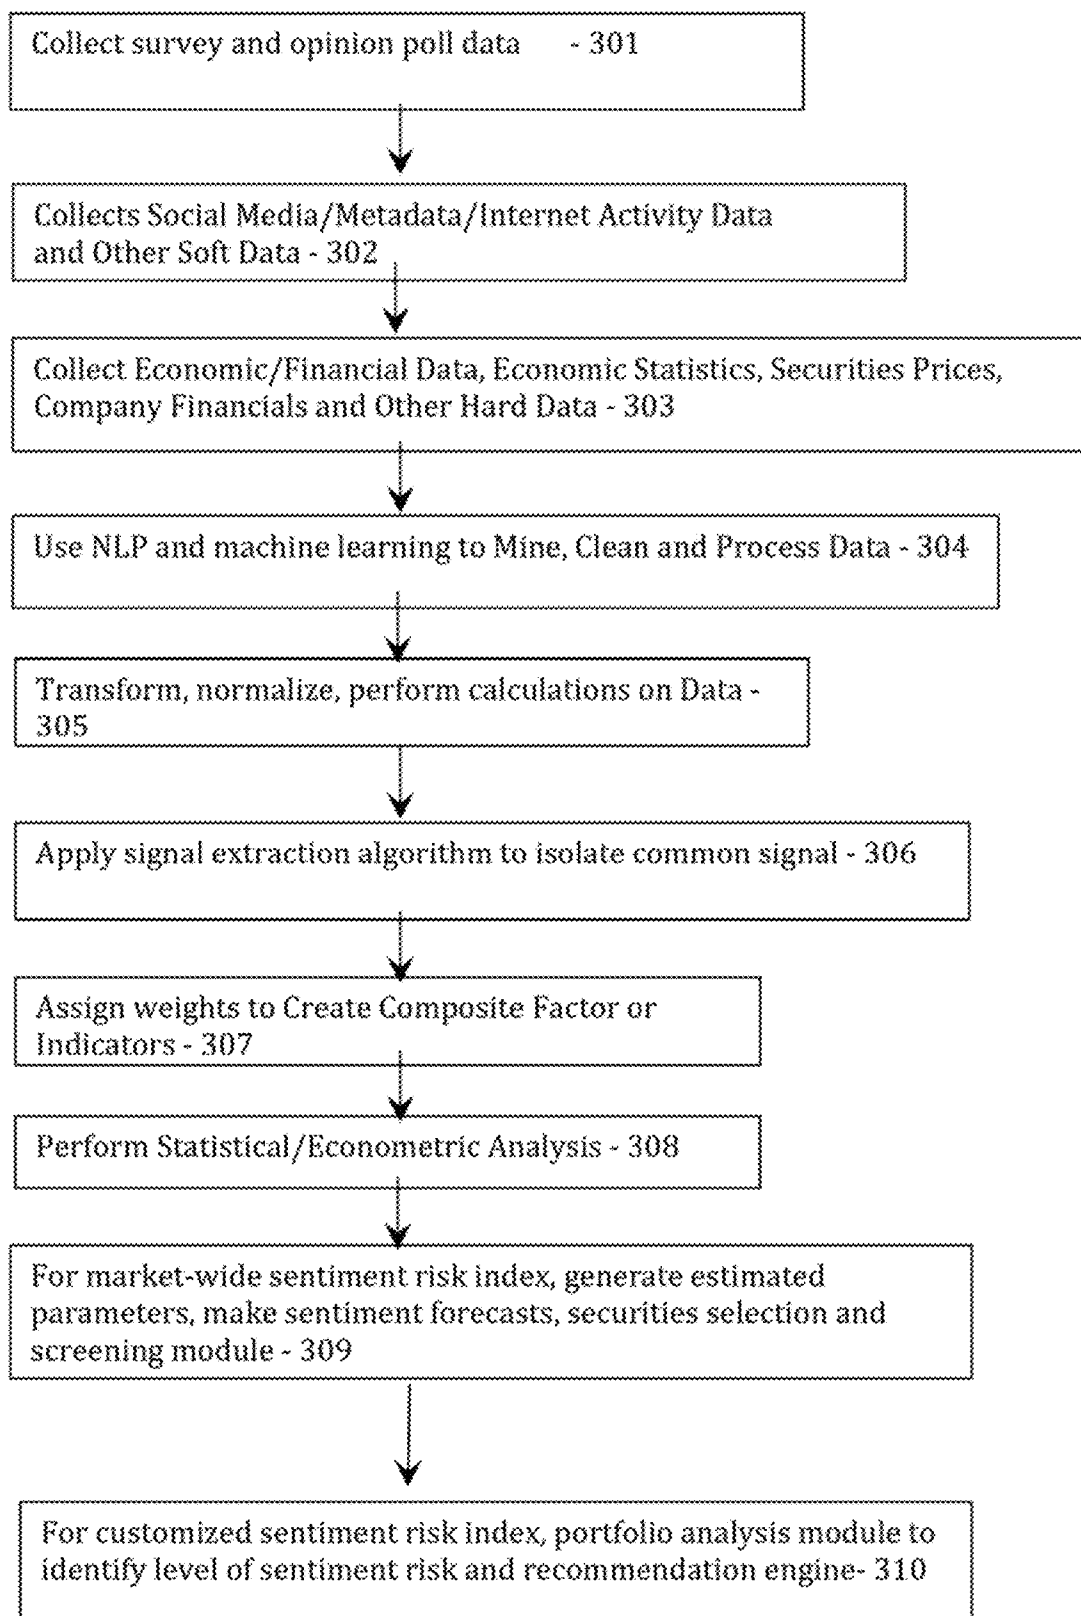 Collect survey and opinion poll data - 301
Collects Social Media/Metadata/Internet Activity Data
and Other Soft Data - 302
Collect Economic/Financial Data, Economic Statistics, Securities Prices,
Company Financials and Other Hard Data - 303
Use NLP and machine learning to Mine, Clean and Process Data - 304
Transform, normalize, perform calculations on Data -
305
Apply signal extraction algorithm to isolate common signal - 306
Assign weights to Create Composite Factor or
Indicators - 307
Perform Statistical/Econometric Analysis - 308
For market-wide sentiment risk index, generate estimated
parameters, make sentiment forecasts, securities selection and
screening module - 309
For customized sentiment risk index, portfolio analysis module to
identify level of sentiment risk and recommendation engine- 310